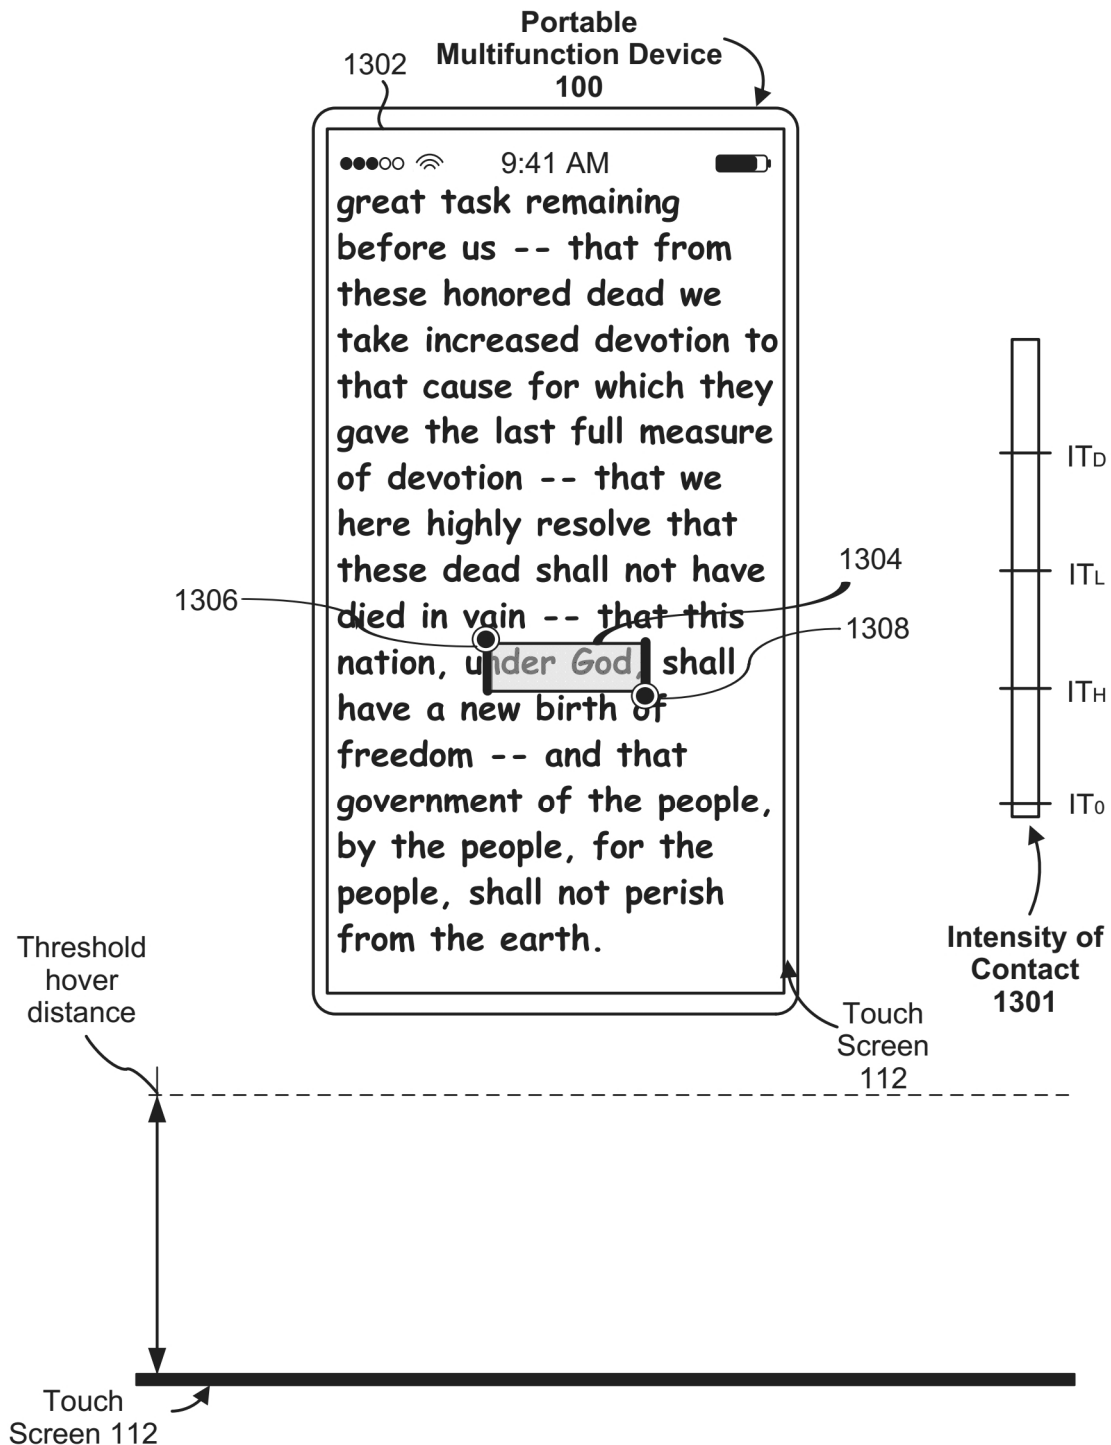 Portable
Multifunction Device
100
1302
9:41 AM
great task remaining
before us -- that from
these honored dead we
take increased devotion to
that cause for which they
gave the last full measure
of devotion -- that we
here highly resolve that
these dead shall not have
died in vain -- that this
nation, under God, shall
have a new birth of
freedom -- and that
government of the people,
by the people, for the
people, shall not perish
from the earth.
1304
1306
1308
ITD
ITL
ITH
IT0
Intensity of
Contact
1301
Threshold
hover
distance
Touch
Screen
112
Touch
Screen 112